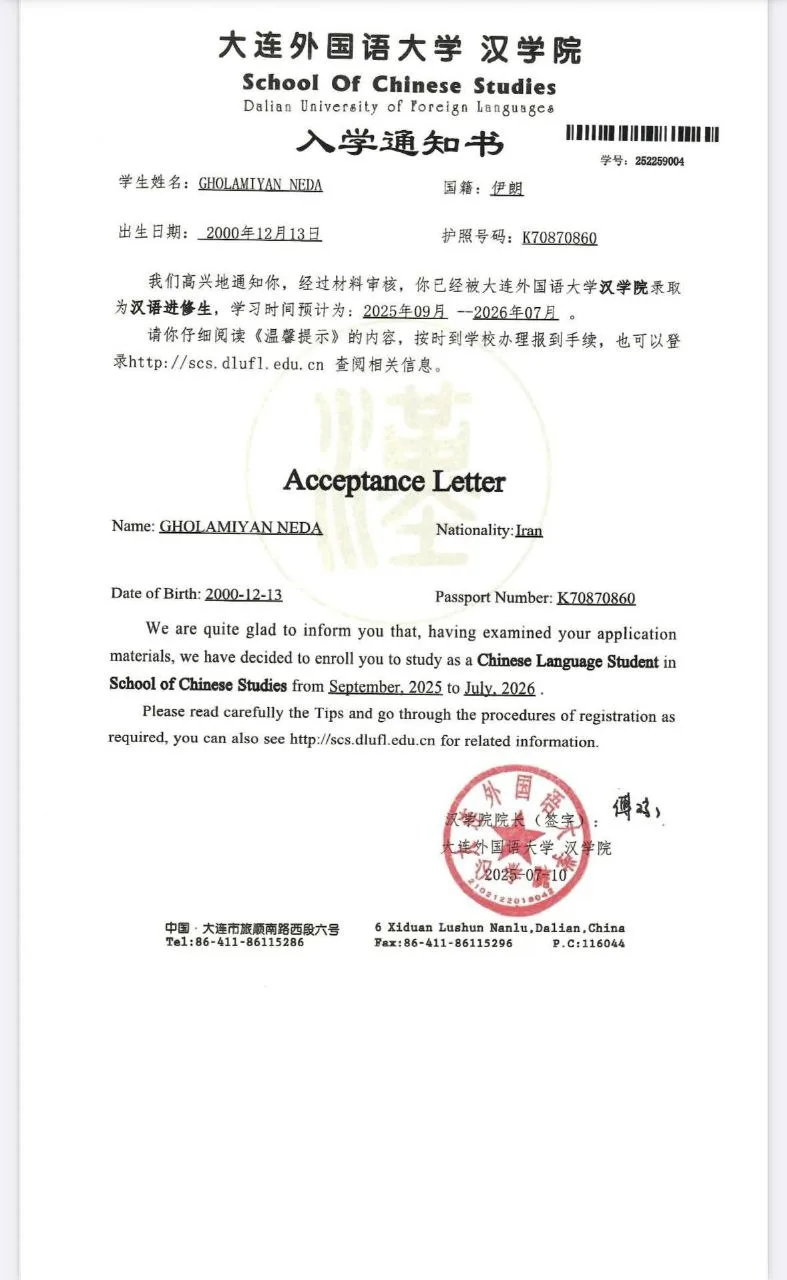 大连外国语大学 汉学院
School Of Chinese Studies
Dalian University of Foreign Languages
入学通知书
学号: 252259004
学生姓名: GHOLAMIYAN NEDA 国籍: 伊朗
出生日期: 2000年12月13日 护照号码: K70870860
我们高兴地通知你, 经过材料审核, 你已经被大连外国语大学汉学院录取
为汉语进修生, 学习时间预计为: 2025年09月 --2026年07月 。
请你仔细阅读《温馨提示》的内容, 按时到学校办理报到手续, 也可以登
录http://scs.dlufl.edu.cn 查阅相关信息。
漢
Acceptance Letter
Name: GHOLAMIYAN NEDA Nationality: Iran
Date of Birth: 2000-12-13 Passport Number: K70870860
We are quite glad to inform you that, having examined your application
materials, we have decided to enroll you to study as a Chinese Language Student in
School of Chinese Studies from September, 2025 to July, 2026 .
Please read carefully the Tips and go through the procedures of registration as
required, you can also see http://scs.dlufl.edu.cn for related information.
大连外国语大学
汉学院
2102122019042
汉学院院长（签字）:
大连外国语大学 汉学院
2025-07-10
中国·大连市旅顺南路西段六号 6 Xiduan Lushun Nanlu,Dalian,China
Tel:86-411-86115286 Fax:86-411-86115296 P.C:116044